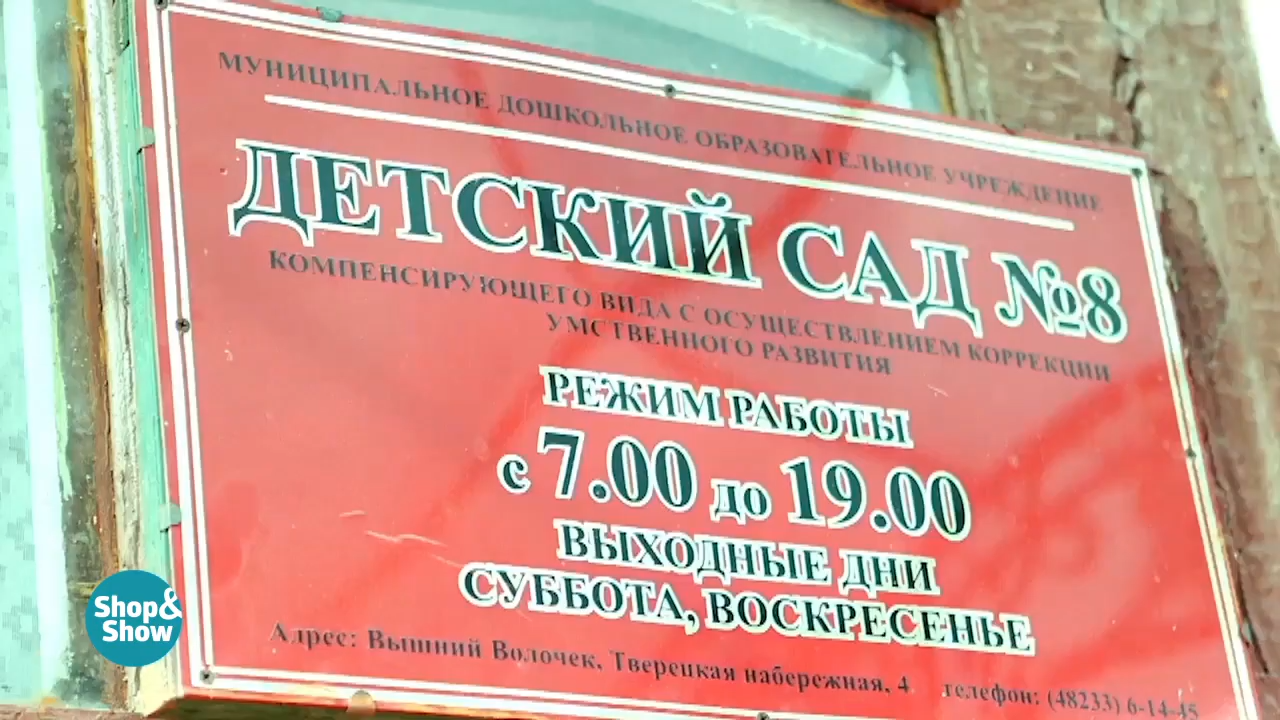 МУНИЦИПАЛЬНОЕ ДОШКОЛЬНОЕ ОБРАЗОВАТЕЛЬНОЕ УЧРЕЖДЕНИЕ
ДЕТСКИЙ САД №8
КОМПЕНСИРУЮЩЕГО ВИДА С ОСУЩЕСТВЛЕНИЕМ КОРРЕКЦИИ
УМСТВЕННОГО РАЗВИТИЯ
РЕЖИМ РАБОТЫ
с 7.00 до 19.00
ВЫХОДНЫЕ ДНИ
СУББОТА, ВОСКРЕСЕНЬЕ
Адрес: Вышний Волочек, Тверецкая набережная, 4 телефон: (48233) 6-14-45
Shop&
Show